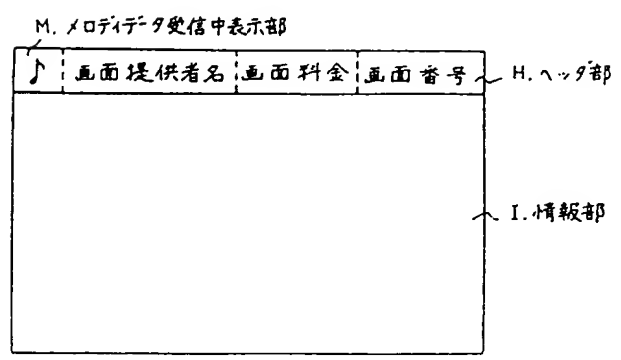 M. メロディデータ受信中表示部
♪ 画面提供者名 画面料金 画面番号 H. ヘッダ部
I. 情報部